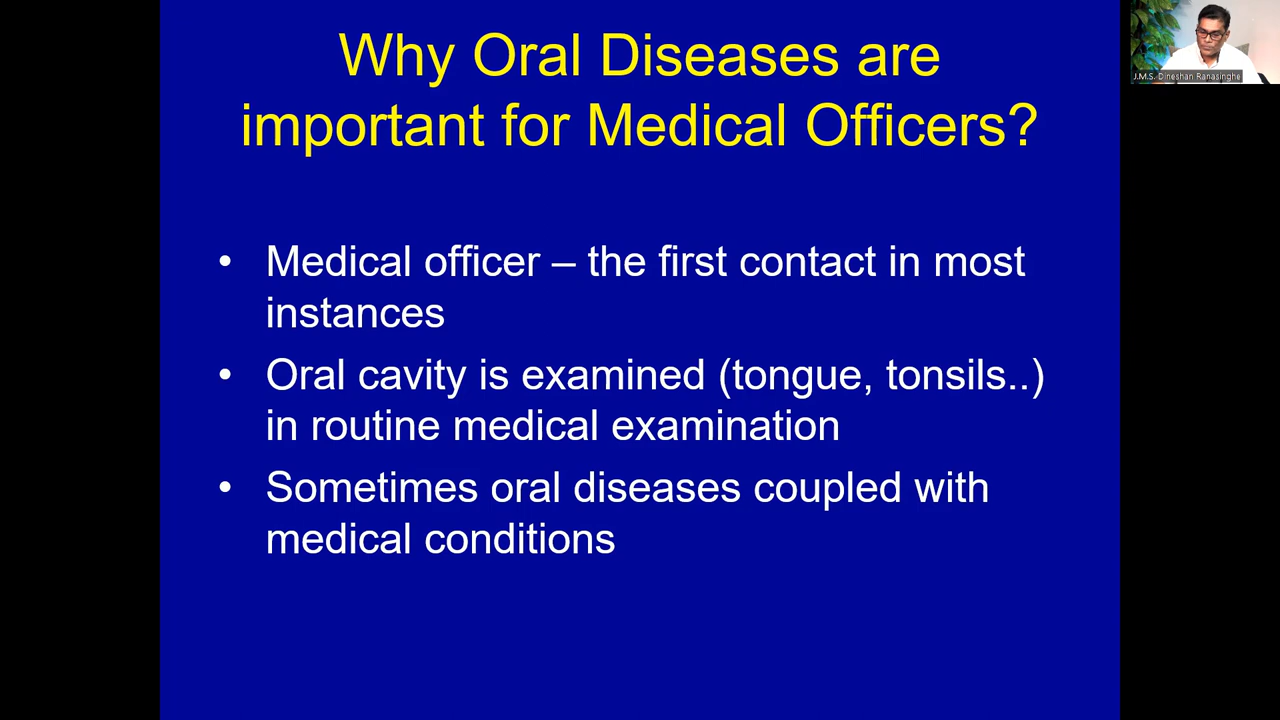 Why Oral Diseases are
important for Medical Officers?
• Medical officer – the first contact in most
instances
• Oral cavity is examined (tongue, tonsils..)
in routine medical examination
• Sometimes oral diseases coupled with
medical conditions
J.M.S. Dineshan Ranasinghe